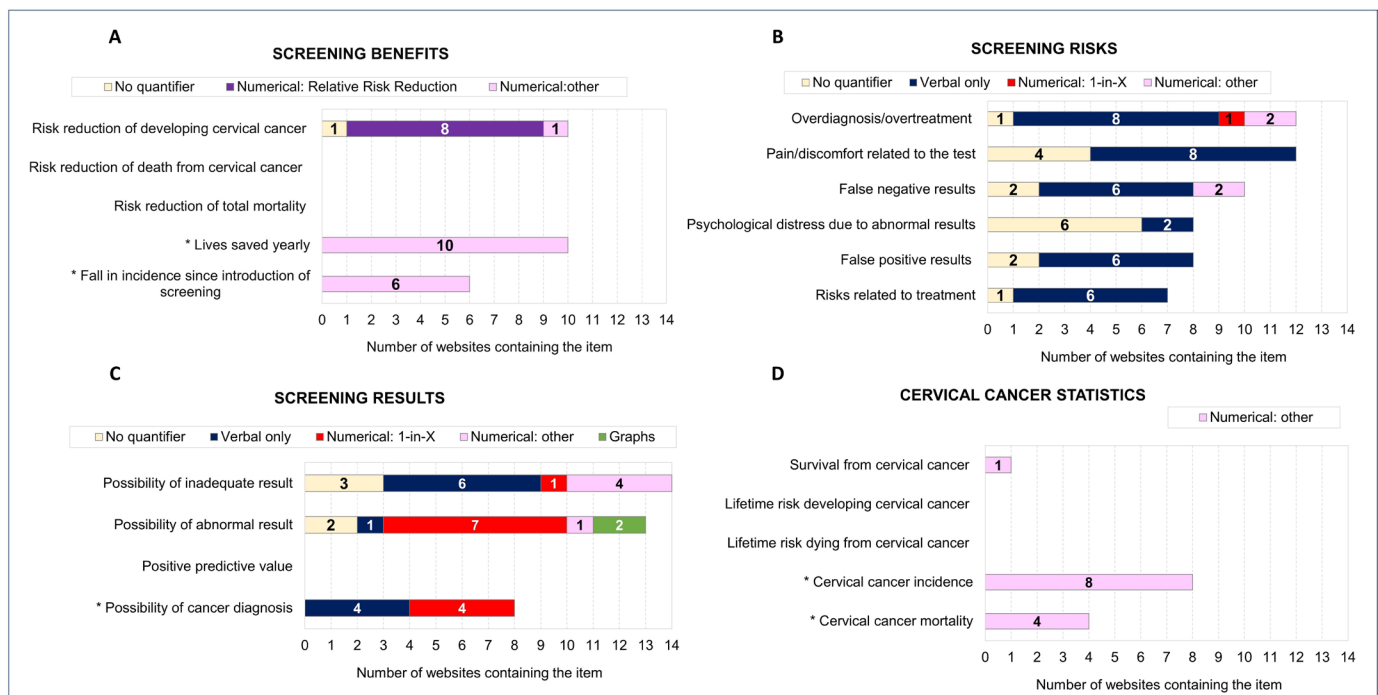 A
SCREENING BENEFITS
No quantifier Numerical: Relative Risk Reduction Numerical:other
Risk reduction of developing cervical cancer 1 8 1
Risk reduction of death from cervical cancer
Risk reduction of total mortality
* Lives saved yearly 10
* Fall in incidence since introduction of
screening 6
0 1 2 3 4 5 6 7 8 9 10 11 12 13 14
Number of websites containing the item
B
SCREENING RISKS
No quantifier Verbal only Numerical: 1-in-X Numerical: other
Overdiagnosis/overtreatment 1 8 1 2
Pain/discomfort related to the test 4 8
False negative results 2 6 2
Psychological distress due to abnormal results 6 2
False positive results 2 6
Risks related to treatment 1 6
0 1 2 3 4 5 6 7 8 9 10 11 12 13 14
Number of websites containing the item
C
SCREENING RESULTS
No quantifier Verbal only Numerical: 1-in-X Numerical: other Graphs
Possibility of inadequate result 3 6 1 4
Possibility of abnormal result 2 1 7 1 2
Positive predictive value
* Possibility of cancer diagnosis 4 4
0 1 2 3 4 5 6 7 8 9 10 11 12 13 14
Number of websites containing the item
D
CERVICAL CANCER STATISTICS
Numerical: other
Survival from cervical cancer 1
Lifetime risk developing cervical cancer
Lifetime risk dying from cervical cancer
* Cervical cancer incidence 8
* Cervical cancer mortality 4
0 1 2 3 4 5 6 7 8 9 10 11 12 13 14
Number of websites containing the item